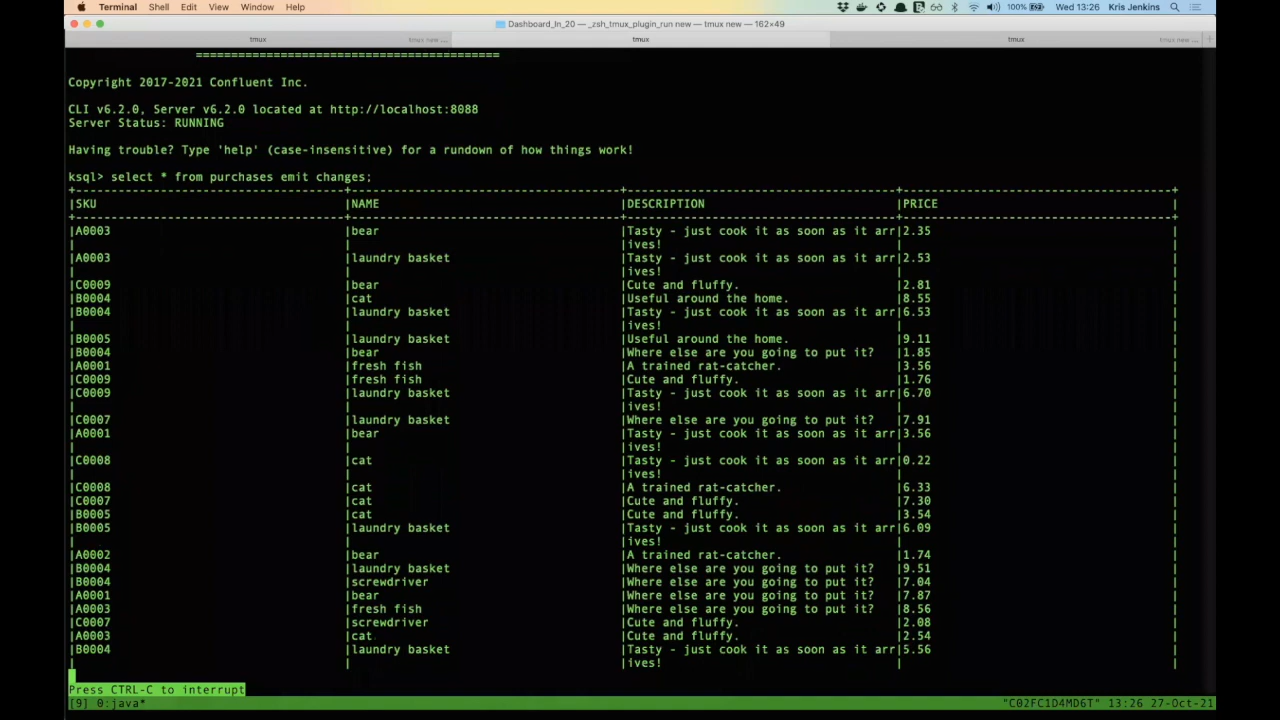 Terminal Shell Edit View Window Help 100% Wed 13:26 Kris Jenkins
Dashboard_In_20 — _zsh_tmux_plugin_run new — tmux new — 162×49
tmux tmux new ... tmux tmux tmux new ...
===========================================
Copyright 2017-2021 Confluent Inc.
CLI v6.2.0, Server v6.2.0 located at http://localhost:8088
Server Status: RUNNING
Having trouble? Type 'help' (case-insensitive) for a rundown of how things work!
ksql> select * from purchases emit changes;
|SKU |NAME |DESCRIPTION |PRICE |
|A0003 |bear |Tasty - just cook it as soon as it arr|2.35 |
| | |ives! | |
|A0003 |laundry basket |Tasty - just cook it as soon as it arr|2.53 |
| | |ives! | |
|C0009 |bear |Cute and fluffy. |2.81 |
|B0004 |cat |Useful around the home. |8.55 |
|B0004 |laundry basket |Tasty - just cook it as soon as it arr|6.53 |
| | |ives! | |
|B0005 |laundry basket |Useful around the home. |9.11 |
|B0004 |bear |Where else are you going to put it? |1.85 |
|A0001 |fresh fish |A trained rat-catcher. |3.56 |
|C0009 |fresh fish |Cute and fluffy. |1.76 |
|C0009 |laundry basket |Tasty - just cook it as soon as it arr|6.70 |
| | |ives! | |
|C0007 |laundry basket |Where else are you going to put it? |7.91 |
|A0001 |bear |Tasty - just cook it as soon as it arr|3.56 |
| | |ives! | |
|C0008 |cat |Tasty - just cook it as soon as it arr|0.22 |
| | |ives! | |
|C0008 |cat |A trained rat-catcher. |6.33 |
|C0007 |cat |Cute and fluffy. |7.30 |
|B0005 |cat |Cute and fluffy. |3.54 |
|B0005 |laundry basket |Tasty - just cook it as soon as it arr|6.09 |
| | |ives! | |
|A0002 |bear |A trained rat-catcher. |1.74 |
|B0004 |laundry basket |Where else are you going to put it? |9.51 |
|B0004 |screwdriver |Where else are you going to put it? |7.04 |
|A0001 |bear |Where else are you going to put it? |7.87 |
|A0003 |fresh fish |Where else are you going to put it? |8.56 |
|C0007 |screwdriver |Cute and fluffy. |2.08 |
|A0003 |cat |Cute and fluffy. |2.54 |
|B0004 |laundry basket |Tasty - just cook it as soon as it arr|5.56 |
| | |ives! | |
Press CTRL-C to interrupt
[9] 0:java* "C02FC1D4MD6T" 13:26 27-Oct-21